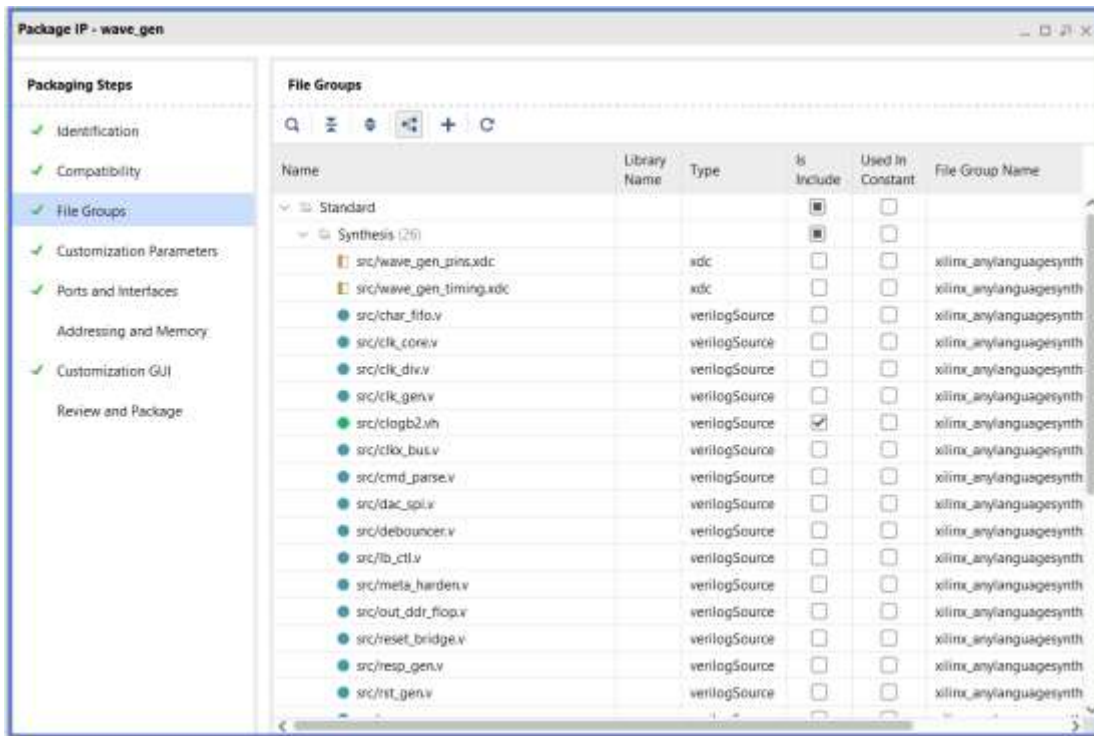 Package IP - wave_gen
Packaging Steps
Identification
Compatibility
File Groups
Customization Parameters
Ports and Interfaces
Addressing and Memory
Customization GUI
Review and Package
File Groups
Name Library Name Type Is Include Used In Constant File Group Name
Standard
Synthesis (26)
src/wave_gen_pins.xdc xdc xilinx_anylanguagesynth
src/wave_gen_timing.xdc xdc xilinx_anylanguagesynth
src/char_fifo.v verilogSource xilinx_anylanguagesynth
src/clk_core.v verilogSource xilinx_anylanguagesynth
src/clk_div.v verilogSource xilinx_anylanguagesynth
src/clk_gen.v verilogSource xilinx_anylanguagesynth
src/clogb2.vh verilogSource xilinx_anylanguagesynth
src/clkx_bus.v verilogSource xilinx_anylanguagesynth
src/cmd_parse.v verilogSource xilinx_anylanguagesynth
src/dac_spi.v verilogSource xilinx_anylanguagesynth
src/debouncer.v verilogSource xilinx_anylanguagesynth
src/lb_ctl.v verilogSource xilinx_anylanguagesynth
src/meta_harden.v verilogSource xilinx_anylanguagesynth
src/out_ddr_flop.v verilogSource xilinx_anylanguagesynth
src/reset_bridge.v verilogSource xilinx_anylanguagesynth
src/resp_gen.v verilogSource xilinx_anylanguagesynth
src/rst_gen.v verilogSource xilinx_anylanguagesynth